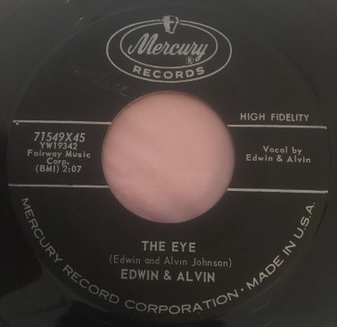 Mercury
RECORDS
HIGH FIDELITY
71549X45
YW19342
Fairway Music
Corp.
(BMI) 2:07
Vocal by
Edwin & Alvin
THE EYE
(Edwin and Alvin Johnson)
EDWIN & ALVIN
MERCURY RECORD CORPORATION · MADE IN U.S.A.